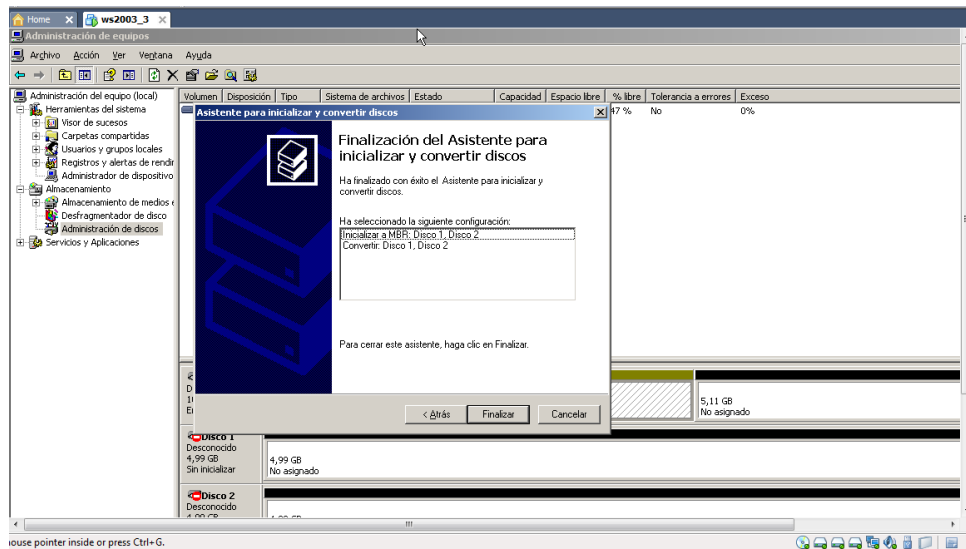 Home
ws2003_3
Administración de equipos
Archivo Acción Ver Ventana Ayuda
Administración del equipo (local)
Herramientas del sistema
Visor de sucesos
Carpetas compartidas
Usuarios y grupos locales
Registros y alertas de rendir
Administrador de dispositivo
Almacenamiento
Almacenamiento de medios e
Desfragmentador de disco
Administración de discos
Servicios y Aplicaciones
Volumen Disposición Tipo Sistema de archivos Estado Capacidad Espacio libre % libre Tolerancia a errores Exceso
47 % No 0%
Asistente para inicializar y convertir discos
Finalización del Asistente para
inicializar y convertir discos
Ha finalizado con éxito el Asistente para inicializar y
convertir discos.
Ha seleccionado la siguiente configuración:
Inicializar a MBR: Disco 1, Disco 2
Convertir: Disco 1, Disco 2
Para cerrar este asistente, haga clic en Finalizar.
< Atrás Finalizar Cancelar
5,11 GB
No asignado
Disco 1
Desconocido
4,99 GB
Sin inicializar
4,99 GB
No asignado
Disco 2
Desconocido
4,99 GB
4,99 GB
ouse pointer inside or press Ctrl+G.